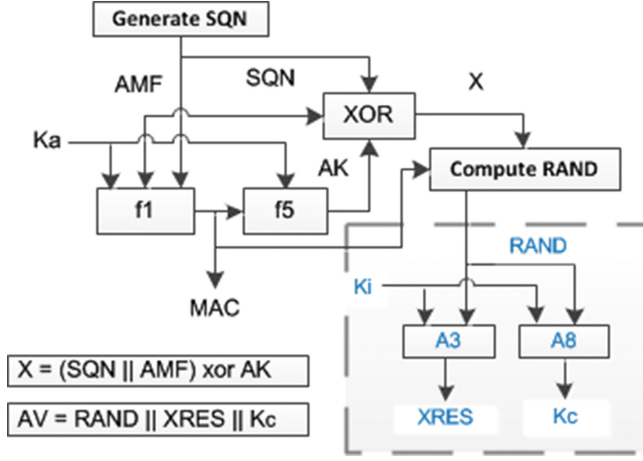 Generate SQN
AMF
SQN
X
XOR
Ka
AK
Compute RAND
f1
f5
RAND
Ki
MAC
A3
A8
X = (SQN || AMF) xor AK
XRES
Kc
AV = RAND || XRES || Kc